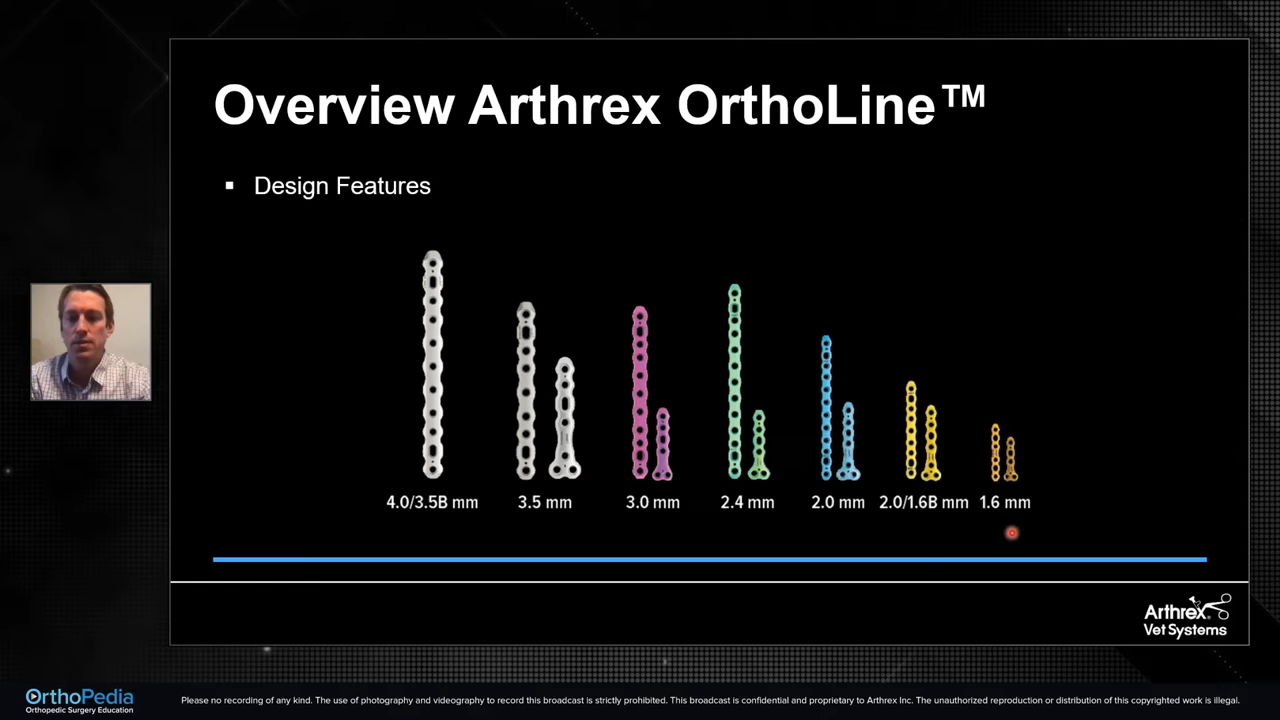 Overview Arthrex OrthoLine™
▪ Design Features
4.0/3.5B mm 3.5 mm 3.0 mm 2.4 mm 2.0 mm 2.0/1.6B mm 1.6 mm
Arthrex®
Vet Systems
OrthoPedia
Orthopedic Surgery Education
Please no recording of any kind. The use of photography and videography to record this broadcast is strictly prohibited. This broadcast is confidential and proprietary to Arthrex Inc. The unauthorized reproduction or distribution of this copyrighted work is illegal.